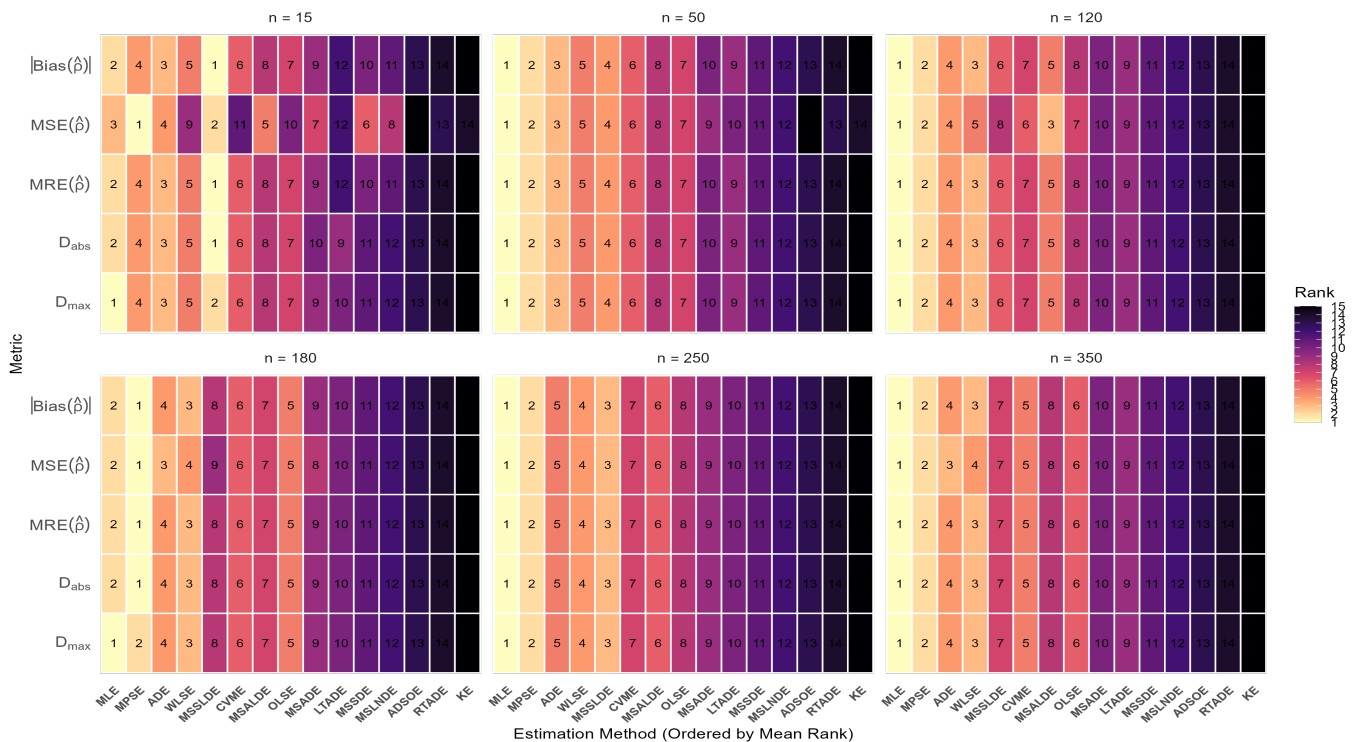 n = 15
n = 50
n = 120
|Bias(ρ̂)| 2 4 3 5 1 6 8 7 9 12 10 11 13 14 1 2 3 5 4 6 8 7 10 9 11 12 13 14 1 2 4 3 6 7 5 8 10 9 11 12 13 14
MSE(ρ̂) 3 1 4 9 2 11 5 10 7 12 6 8 13 14 1 2 3 5 4 6 8 7 9 10 11 12 13 14 1 2 4 5 8 6 3 7 10 9 11 12 13 14
MRE(ρ̂) 2 4 3 5 1 6 8 7 9 12 10 11 13 14 1 2 3 5 4 6 8 7 10 9 11 12 13 14 1 2 4 3 6 7 5 8 10 9 11 12 13 14
Dabs 2 4 3 5 1 6 8 7 10 9 11 12 13 14 1 2 3 5 4 6 8 7 10 9 11 12 13 14 1 2 4 3 6 7 5 8 10 9 11 12 13 14
Dmax 1 4 3 5 2 6 8 7 9 10 11 12 13 14 1 2 3 5 4 6 8 7 10 9 11 12 13 14 1 2 4 3 6 7 5 8 10 9 11 12 13 14
Rank
15
14
13
12
11
10
9
8
7
6
5
4
3
2
1
Metric
n = 180
n = 250
n = 350
|Bias(ρ̂)| 2 1 4 3 8 6 7 5 9 10 11 12 13 14 1 2 5 4 3 7 6 8 9 10 11 12 13 14 1 2 4 3 7 5 8 6 10 9 11 12 13 14
MSE(ρ̂) 2 1 3 4 9 6 7 5 8 10 11 12 13 14 1 2 5 4 3 7 6 8 9 10 11 12 13 14 1 2 3 4 7 5 8 6 10 9 11 12 13 14
MRE(ρ̂) 2 1 4 3 8 6 7 5 9 10 11 12 13 14 1 2 5 4 3 7 6 8 9 10 11 12 13 14 1 2 4 3 7 5 8 6 10 9 11 12 13 14
Dabs 2 1 4 3 8 6 7 5 9 10 11 12 13 14 1 2 5 4 3 7 6 8 9 10 11 12 13 14 1 2 4 3 7 5 8 6 10 9 11 12 13 14
Dmax 1 2 4 3 8 6 7 5 9 10 11 12 13 14 1 2 5 4 3 7 6 8 9 10 11 12 13 14 1 2 4 3 7 5 8 6 10 9 11 12 13 14
MLE MPSE ADE WLSE MSSLDE CVME MSALDE OLSE MSADE LTADE MSSDE MSLNDE ADSOE RTADE KE MLE MPSE ADE WLSE MSSLDE CVME MSALDE OLSE MSADE LTADE MSSDE MSLNDE ADSOE RTADE KE MLE MPSE ADE WLSE MSSLDE CVME MSALDE OLSE MSADE LTADE MSSDE MSLNDE ADSOE RTADE KE
Estimation Method (Ordered by Mean Rank)